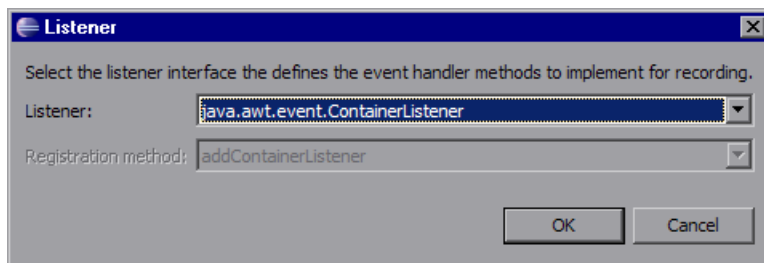 Listener
Select the listener interface the defines the event handler methods to implement for recording.
Listener: java.awt.event.ContainerListener
Registration method: addContainerListener
OK Cancel